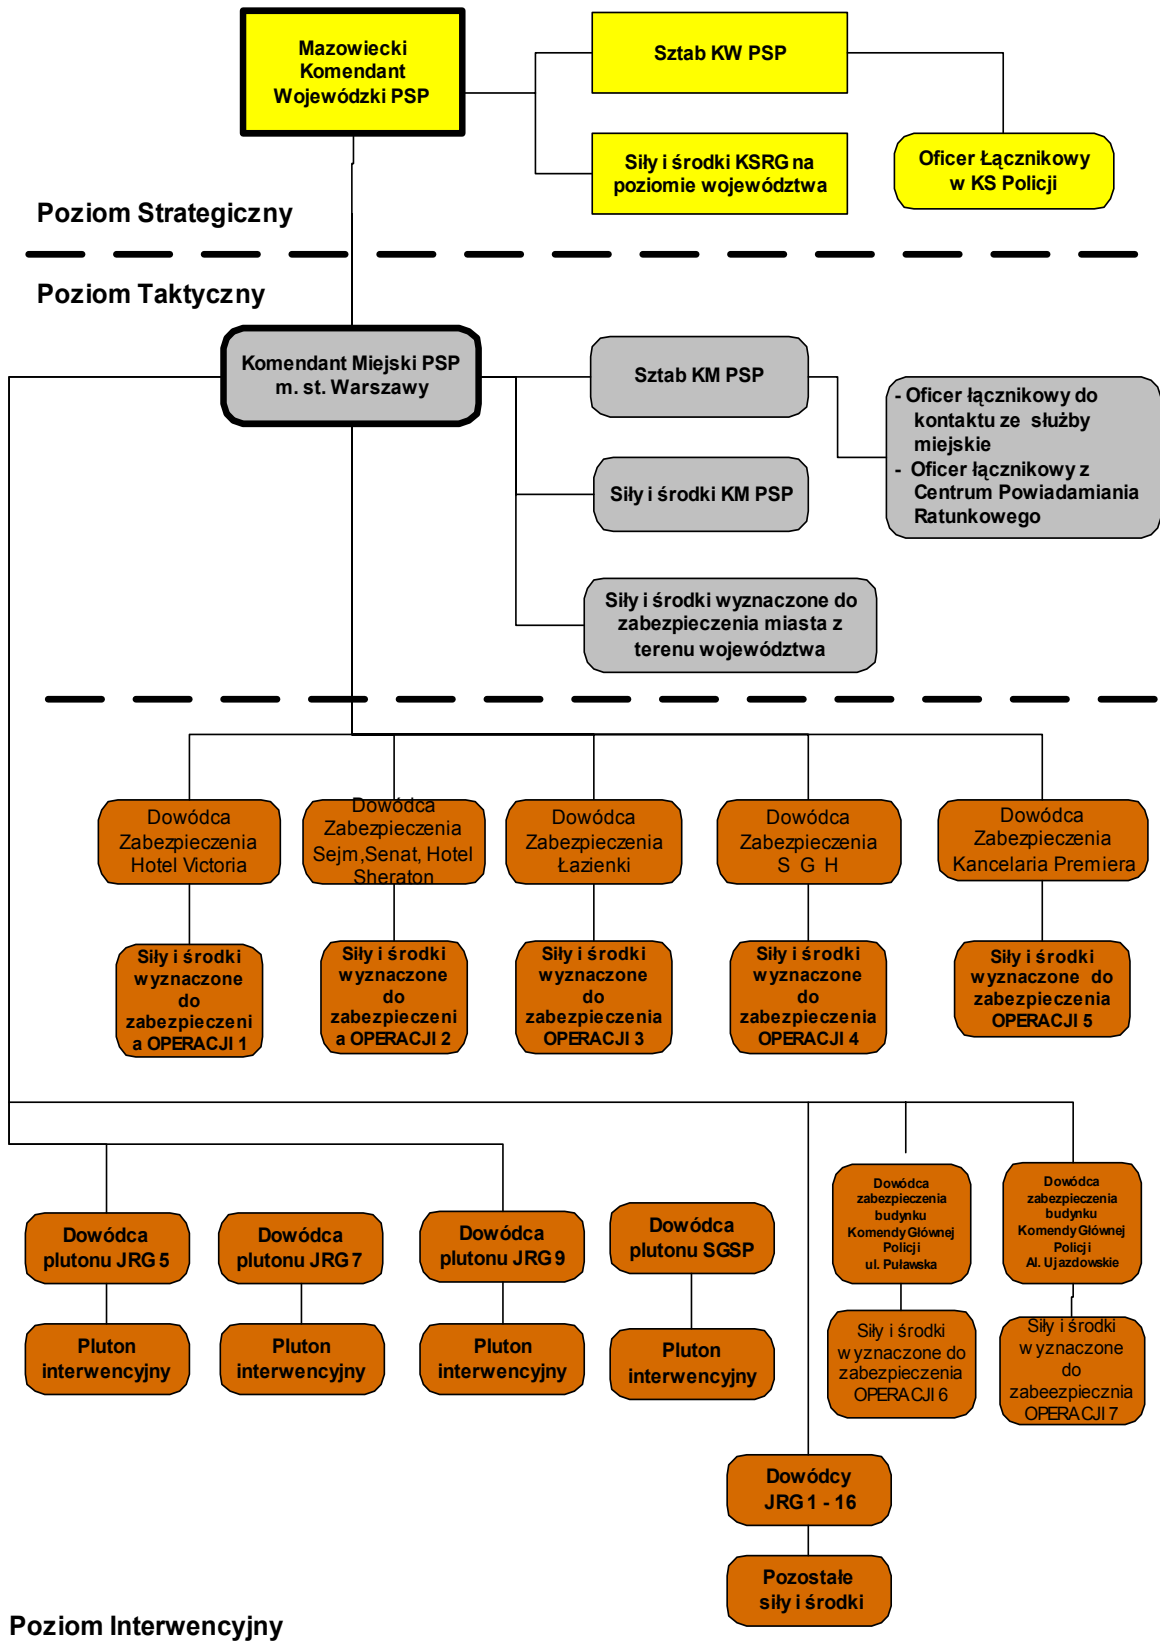 Mazowiecki
Komendant
Wojewódzki PSP
Sztab KW PSP
Siły i środki KSRG na
poziomie województwa
Oficer Łącznikowy
w KS Policji
Poziom Strategiczny
Poziom Taktyczny
Komendant Miejski PSP
m. st. Warszawy
Sztab KM PSP
- Oficer łącznikowy do
kontaktu ze służby
miejskie
- Oficer łącznikowy z
Centrum Powiadamiania
Ratunkowego
Siły i środki KM PSP
Siły i środki wyznaczone do
zabezpieczenia miasta z
terenu województwa
Dowódca
Zabezpieczenia
Hotel Victoria
Dowódca
Zabezpieczenia
Sejm,Senat, Hotel
Sheraton
Dowódca
Zabezpieczenia
Łazienki
Dowódca
Zabezpieczenia
S G H
Dowódca
Zabezpieczenia
Kancelaria Premiera
Siły i środki
wyznaczone
do
zabezpieczeni
a OPERACJI 1
Siły i środki
wyznaczone
do
zabezpieczeni
a OPERACJI 2
Siły i środki
wyznaczone
do
zabezpieczenia
OPERACJI 3
Siły i środki
wyznaczone
do
zabezpieczenia
OPERACJI 4
Siły i środki
wyznaczone do
zabezpieczenia
OPERACJI 5
Dowódca
plutonu JRG 5
Dowódca
plutonu JRG 7
Dowódca
plutonu JRG 9
Dowódca
plutonu SGSP
Dowódca
zabezpieczenia
budynku
Komendy Głównej
Policji
ul. Puławska
Dowódca
zabezpieczenia
budynku
Komendy Głównej
Policji
Al. Ujazdowskie
Pluton
interwencyjny
Pluton
interwencyjny
Pluton
interwencyjny
Pluton
interwencyjny
Siły i środki
wyznaczone do
zabezpieczenia
OPERACJI 6
Siły i środki
wyznaczone
do
zabeezpiecznia
OPERACJI 7
Dowódcy
JRG 1 - 16
Pozostałe
siły i środki
Poziom Interwencyjny